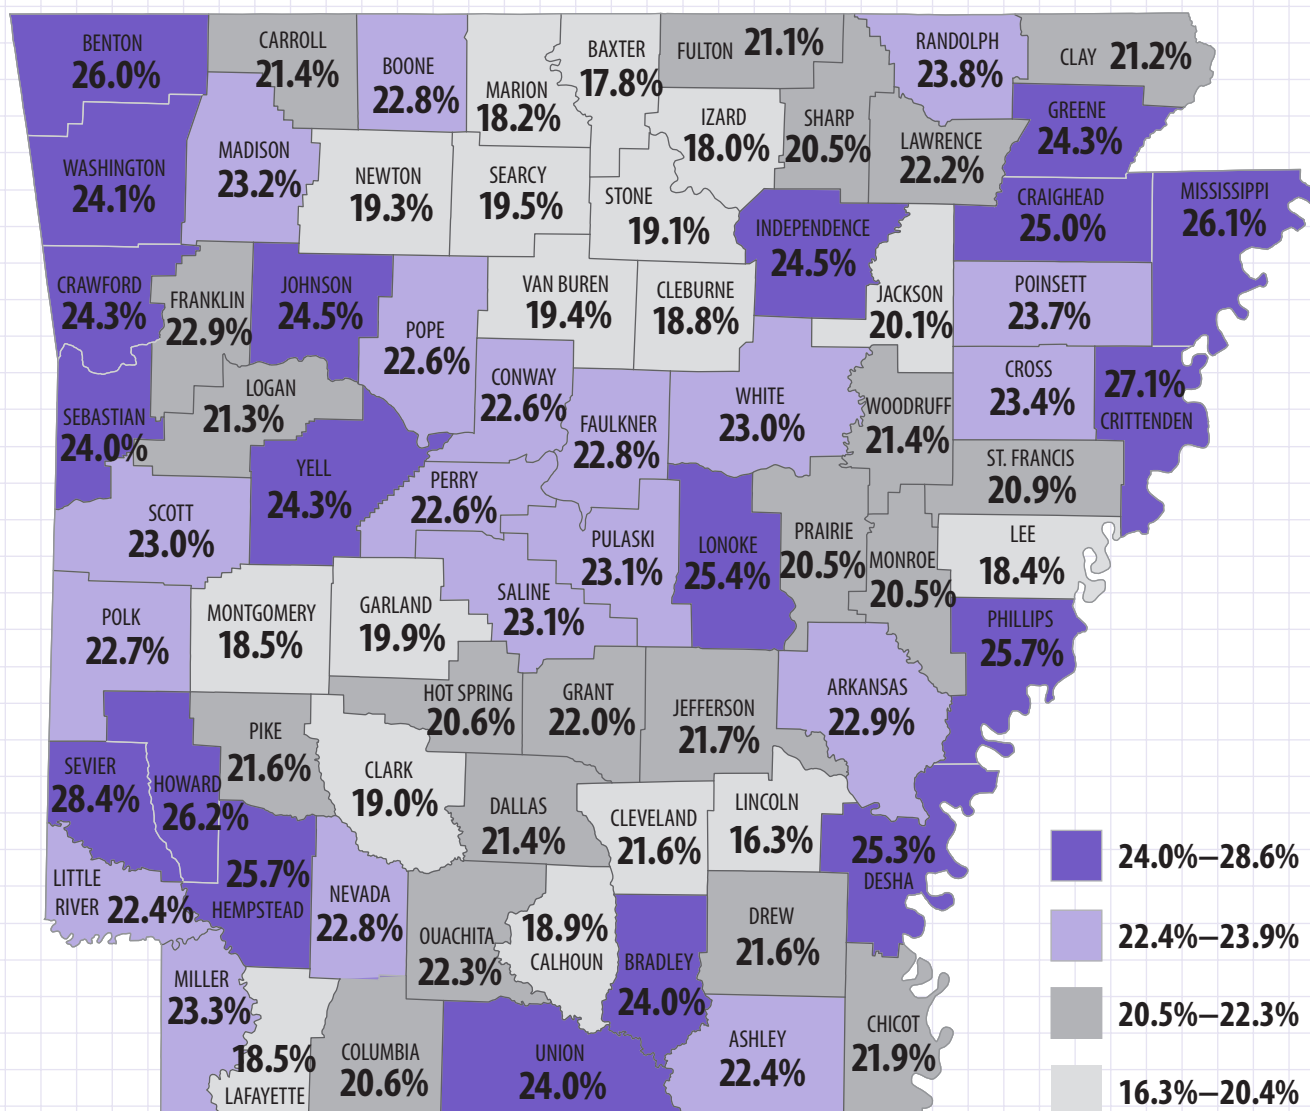 BENTON
26.0%
CARROLL
21.4%
BOONE
22.8%
MARION
18.2%
BAXTER
17.8%
FULTON 21.1%
RANDOLPH
23.8%
CLAY 21.2%
WASHINGTON
24.1%
MADISON
23.2%
NEWTON
19.3%
SEARCY
19.5%
STONE
19.1%
IZARD
18.0%
SHARP
20.5%
LAWRENCE
22.2%
GREENE
24.3%
CRAIGHEAD
25.0%
MISSISSIPPI
26.1%
INDEPENDENCE
24.5%
CRAWFORD
24.3%
FRANKLIN
22.9%
JOHNSON
24.5%
POPE
22.6%
VAN BUREN
19.4%
CLEBURNE
18.8%
JACKSON
20.1%
POINSETT
23.7%
SEBASTIAN
24.0%
LOGAN
21.3%
CONWAY
22.6%
FAULKNER
22.8%
WHITE
23.0%
WOODRUFF
21.4%
CROSS
23.4%
27.1%
CRITTENDEN
YELL
24.3%
PERRY
22.6%
ST. FRANCIS
20.9%
SCOTT
23.0%
PULASKI
23.1%
LONOKE
25.4%
PRAIRIE
20.5%
MONROE
20.5%
LEE
18.4%
POLK
22.7%
MONTGOMERY
18.5%
GARLAND
19.9%
SALINE
23.1%
PHILLIPS
25.7%
HOT SPRING
20.6%
GRANT
22.0%
JEFFERSON
21.7%
ARKANSAS
22.9%
SEVIER
28.4%
HOWARD
26.2%
PIKE
21.6%
CLARK
19.0%
DALLAS
21.4%
CLEVELAND
21.6%
LINCOLN
16.3%
25.3%
DESHA
LITTLE
RIVER 22.4%
25.7%
HEMPSTEAD
NEVADA
22.8%
OUACHITA
22.3%
18.9%
CALHOUN
BRADLEY
24.0%
DREW
21.6%
MILLER
23.3%
18.5%
LAFAYETTE
COLUMBIA
20.6%
UNION
24.0%
ASHLEY
22.4%
CHICOT
21.9%
24.0%–28.6%
22.4%–23.9%
20.5%–22.3%
16.3%–20.4%